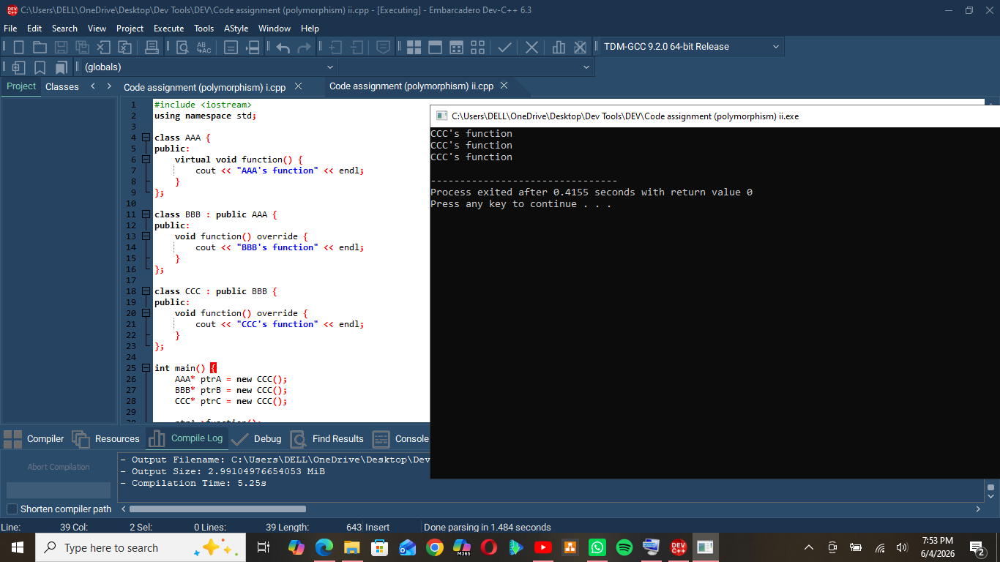 C:\Users\DELL\OneDrive\Desktop\Dev Tools\DEV\Code assignment (polymorphism) ii.cpp - [Executing] - Embarcadero Dev-C++ 6.3
File Edit Search View Project Execute Tools AStyle Window Help
TDM-GCC 9.2.0 64-bit Release
(globals)
Project Classes Code assignment (polymorphism) i.cpp Code assignment (polymorphism) ii.cpp
1 #include <iostream>
2 using namespace std;
3
4 class AAA {
5 public:
6 virtual void function() {
7 cout << "AAA's function" << endl;
8 }
9 };
10
11 class BBB : public AAA {
12 public:
13 void function() override {
14 cout << "BBB's function" << endl;
15 }
16 };
17
18 class CCC : public BBB {
19 public:
20 void function() override {
21 cout << "CCC's function" << endl;
22 }
23 };
24
25 int main() {
26 AAA* ptrA = new CCC();
27 BBB* ptrB = new CCC();
28 CCC* ptrC = new CCC();
29
C:\Users\DELL\OneDrive\Desktop\Dev Tools\DEV\Code assignment (polymorphism) ii.exe
CCC's function
CCC's function
CCC's function
--------------------------------
Process exited after 0.4155 seconds with return value 0
Press any key to continue . . .
Compiler Resources Compile Log Debug Find Results Console
Abort Compilation
Shorten compiler path
- Output Filename: C:\Users\DELL\OneDrive\Desktop\Dev
- Output Size: 2.99104976654053 MiB
- Compilation Time: 5.25s
Line: 39 Col: 2 Sel: 0 Lines: 39 Length: 643 Insert Done parsing in 1.484 seconds
Type here to search
M365
DEV C++
7:53 PM
6/4/2026
2